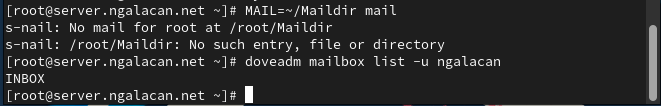 [root@server.ngalacan.net ~]# MAIL=~/Maildir mail
s-nail: No mail for root at /root/Maildir
s-nail: /root/Maildir: No such entry, file or directory
[root@server.ngalacan.net ~]# doveadm mailbox list -u ngalacan
INBOX
[root@server.ngalacan.net ~]#